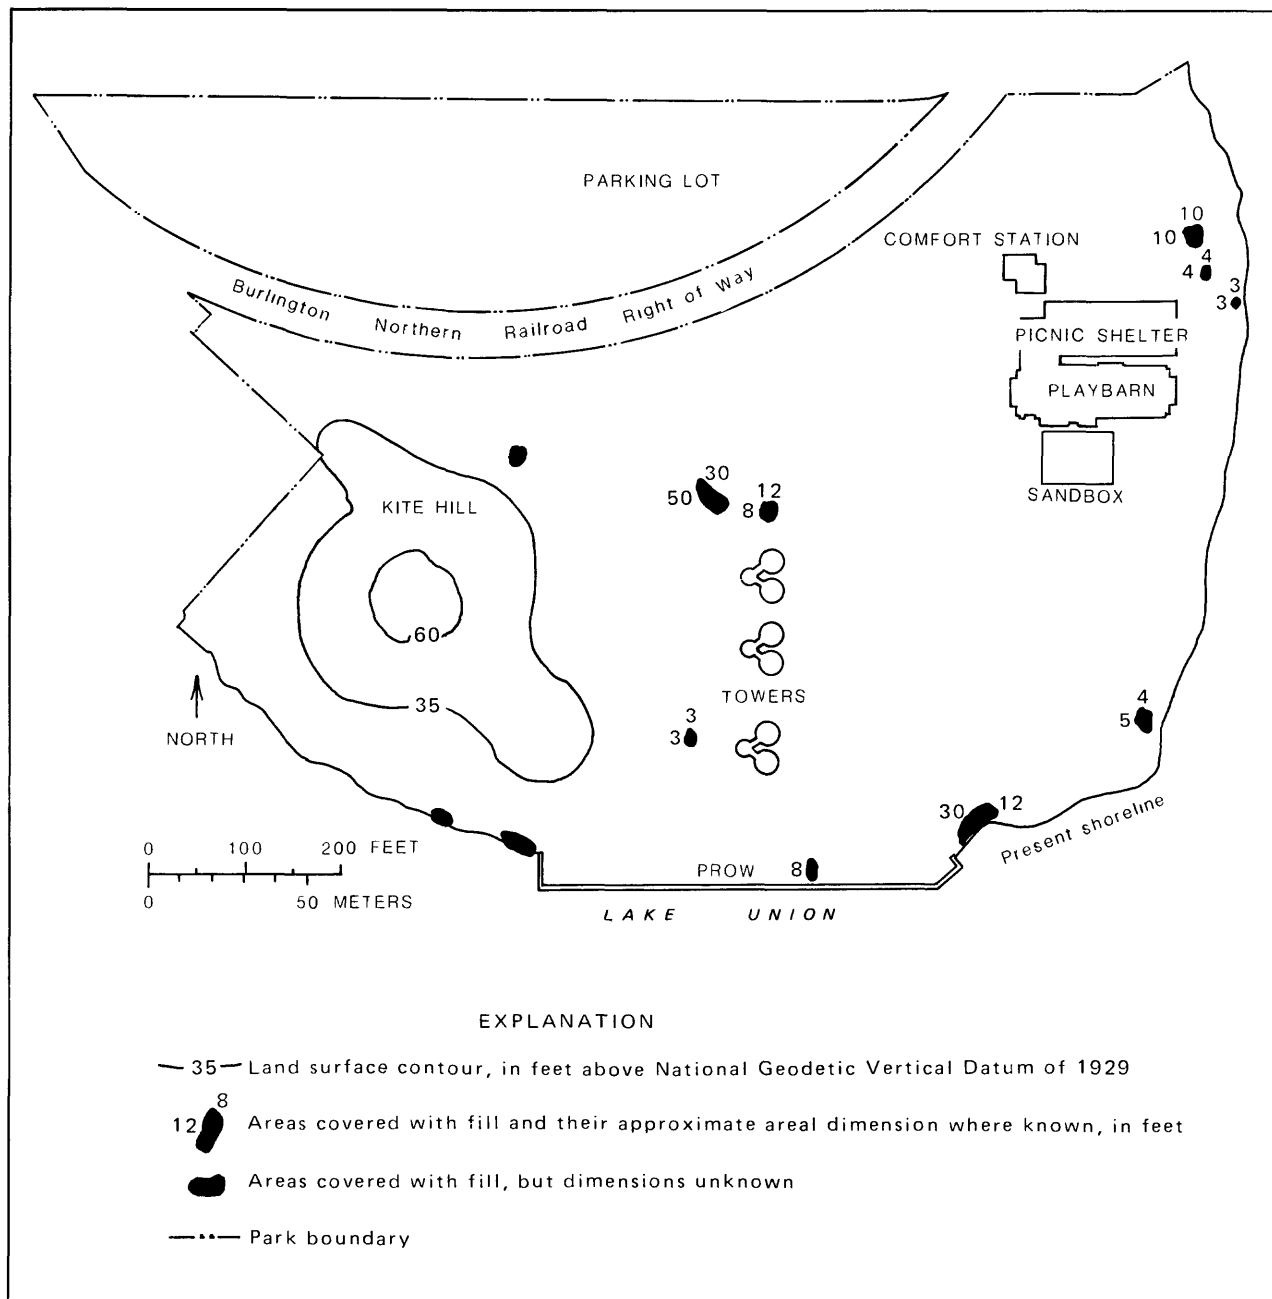 PARKING LOT
10
COMFORT STATION
10
4
4
Burlington Northern Railroad Right of Way
3
3
PICNIC SHELTER
PLAYBARN
30
50
12
8
SANDBOX
KITE HILL
60
35
TOWERS
NORTH
3
3
4
5
30
12
Present shoreline
0 100 200 FEET
0 50 METERS
PROW
8
LAKE UNION
EXPLANATION
35 Land surface contour, in feet above National Geodetic Vertical Datum of 1929
8
12 Areas covered with fill and their approximate areal dimension where known, in feet
Areas covered with fill, but dimensions unknown
Park boundary